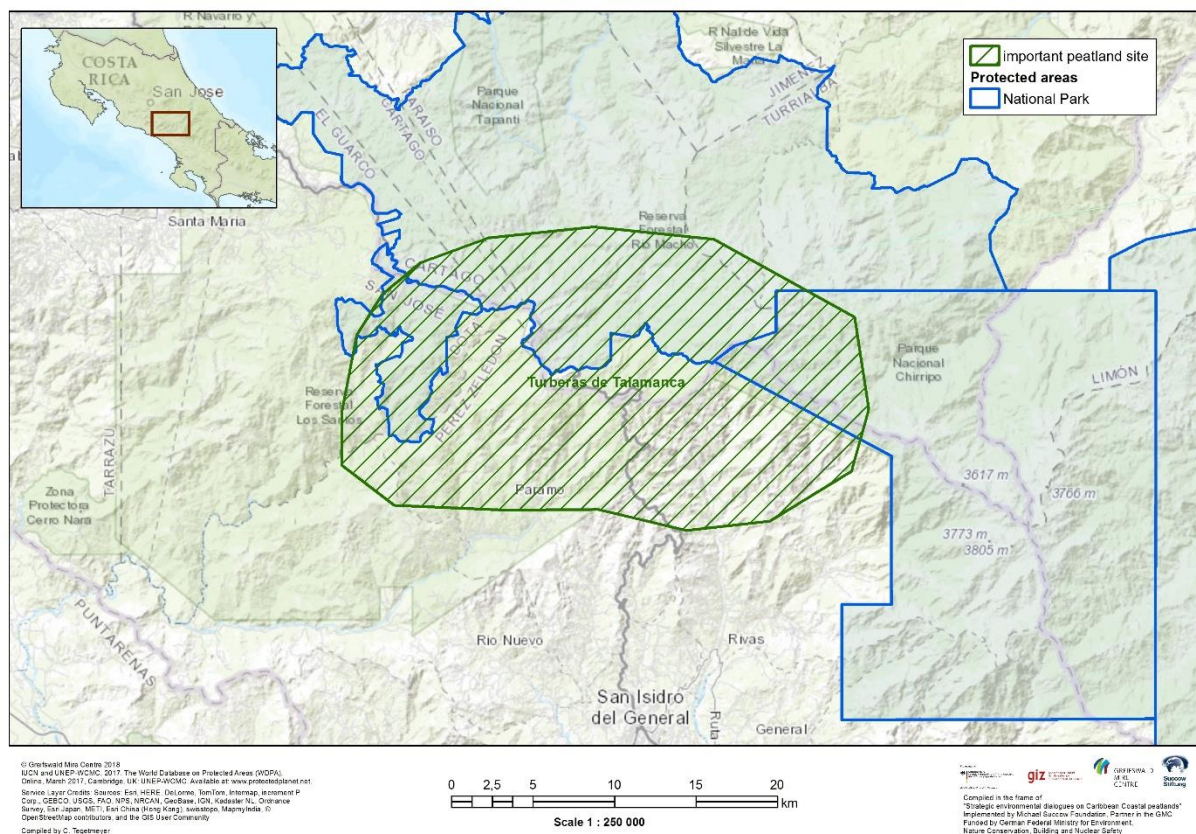 R Navarro y
COSTA
RICA
San Jose
R Nal de Vida
Silvestre La
important peatland site
Protected areas
National Park
Parque
Nacional
Tapanti
PARAISO
CARTAGO
EL GUARCO
JIMENEZ
TURRIALBA
Santa Maria
Reserva
Forestal
Rio Macho
CARTAGO
SAN JOSÉ
PEREZ ZELEDON
Turberas de Talamanca
Parque
Nacional
Chirripo
LIMÓN
Reserva
Forestal
Los Santos
TARRAZU
Zona
Protectora
Cerro Nara
Paramo
3617 m
3766 m
3773 m
3805 m
PUNTARENAS
Rio Nuevo
Rivas
San Isidro
del General
Ruta
General
© Greifswald Mire Centre 2018
IUCN and UNEP-WCMC. 2017. The World Database on Protected Areas (WDPA).
Online, March 2017, Cambridge, UK: UNEP-WCMC. Available at: www.protectedplanet.net.
Service Layer Credits: Sources: Esri, HERE, DeLorme, TomTom, Intermap, increment P
Corp., GEBCO, USGS, FAO, NPS, NRCAN, GeoBase, IGN, Kadaster NL, Ordnance
Survey, Esri Japan, METI, Esri China (Hong Kong), swisstopo, MapmyIndia, ©
OpenStreetMap contributors, and the GIS User Community
Compiled by C. Tegetmeyer
0 2,5 5 10 15 20
km
Scale 1 : 250 000
giz
GREIFSWALD
MIRE
CENTRE
Succow
Stiftung
Compiled in the frame of
"Strategic environmental dialogues on Caribbean Coastal peatlands"
Implemented by Michael Succow Foundation, Partner in the GMC
Funded by German Federal Ministry for Environment,
Nature Conservation, Building and Nuclear Safety